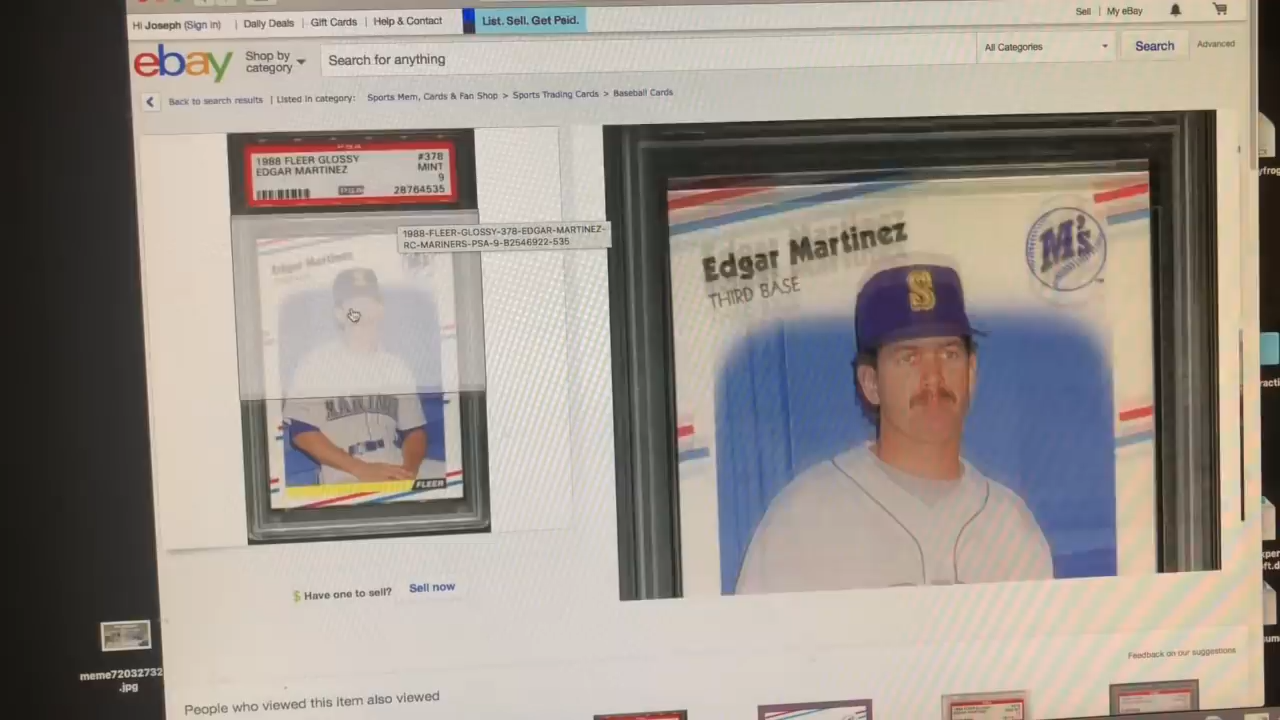 Hi Joseph (Sign in) | Daily Deals | Gift Cards | Help & Contact
List. Sell. Get Paid.
Sell | My eBay
ebay
Shop by category
Search for anything
All Categories
Search
Advanced
Back to search results | Listed in category: Sports Mem, Cards & Fan Shop > Sports Trading Cards > Baseball Cards
1988 FLEER GLOSSY #378
EDGAR MARTINEZ MINT
9
28764535
1988-FLEER-GLOSSY-378-EDGAR-MARTINEZ-
RC-MARINERS-PSA-9-B2546922-535
Edgar Martinez
MARINERS
FLEER
Edgar Martinez
THIRD BASE
M's
S
$ Have one to sell? Sell now
Feedback on our suggestions
People who viewed this item also viewed
meme72032732
.jpg